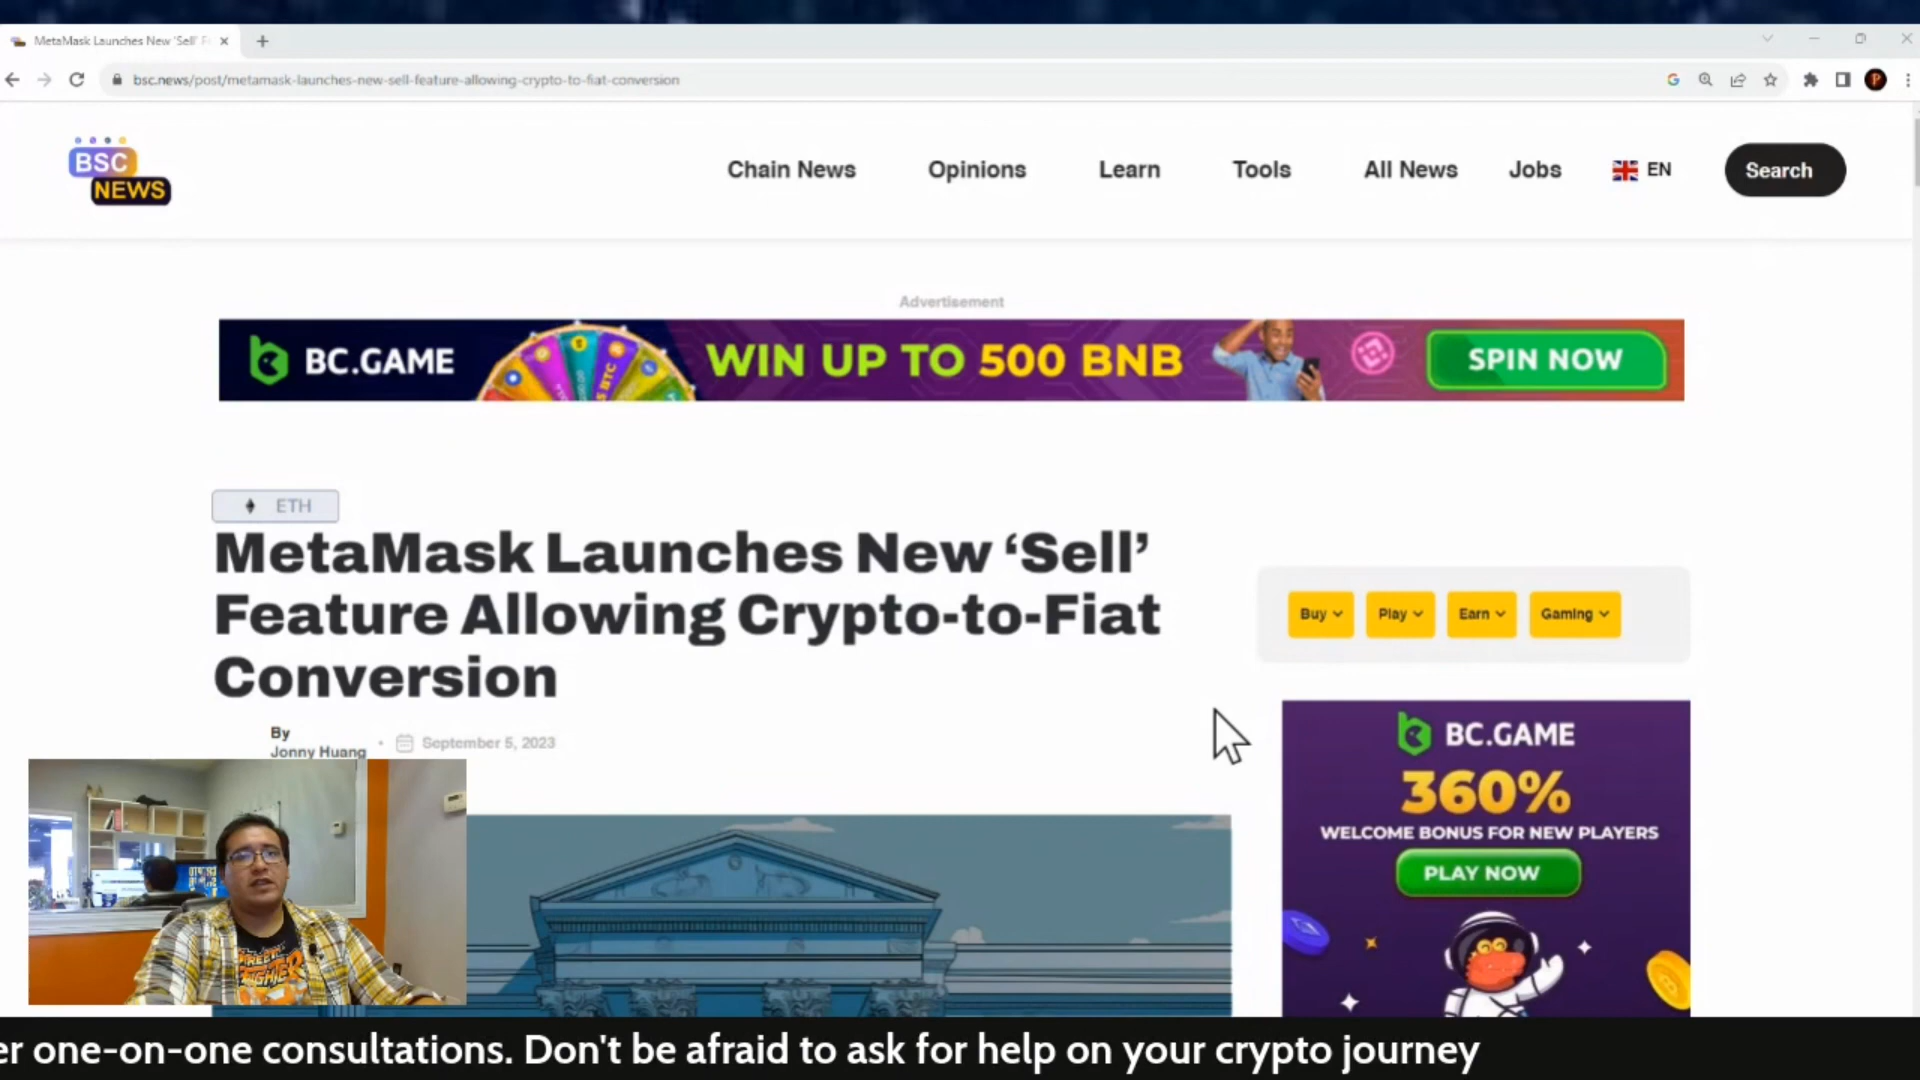 MetaMask Launches New 'Sell' F
bsc.news/post/metamask-launches-new-sell-feature-allowing-crypto-to-fiat-conversion
BSC
NEWS
Chain News
Opinions
Learn
Tools
All News
Jobs
EN
Search
Advertisement
BC.GAME
BTC
WIN UP TO 500 BNB
SPIN NOW
ETH
MetaMask Launches New ‘Sell’
Feature Allowing Crypto-to-Fiat
Conversion
Buy
Play
Earn
Gaming
By
Jonny Huang
• September 5, 2023
BC.GAME
360%
WELCOME BONUS FOR NEW PLAYERS
PLAY NOW
STREET
FIGHTER
er one-on-one consultations. Don't be afraid to ask for help on your crypto journey